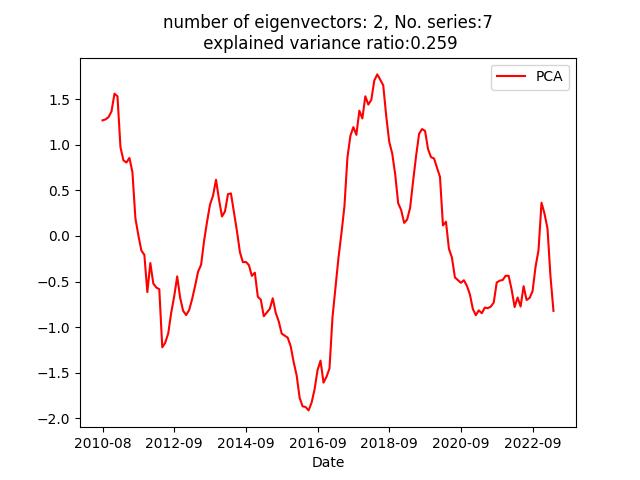 number of eigenvectors: 2, No. series:7
explained variance ratio:0.259
PCA
1.5
1.0
0.5
0.0
−0.5
−1.0
−1.5
−2.0
2010-08 2012-09 2014-09 2016-09 2018-09 2020-09 2022-09
Date